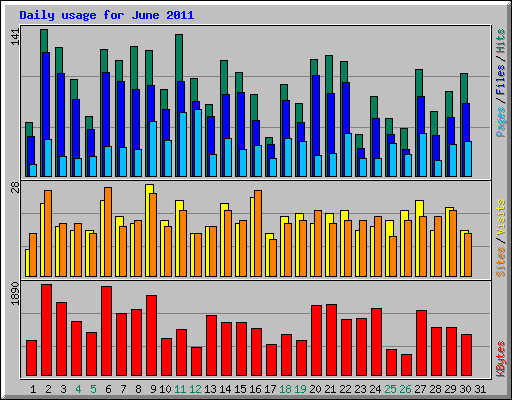 Daily usage for June 2011
141
Pages / Files / Hits
28
Sites / Visits
1890
KBytes
1 2 3 4 5 6 7 8 9 10 11 12 13 14 15 16 17 18 19 20 21 22 23 24 25 26 27 28 29 30 31